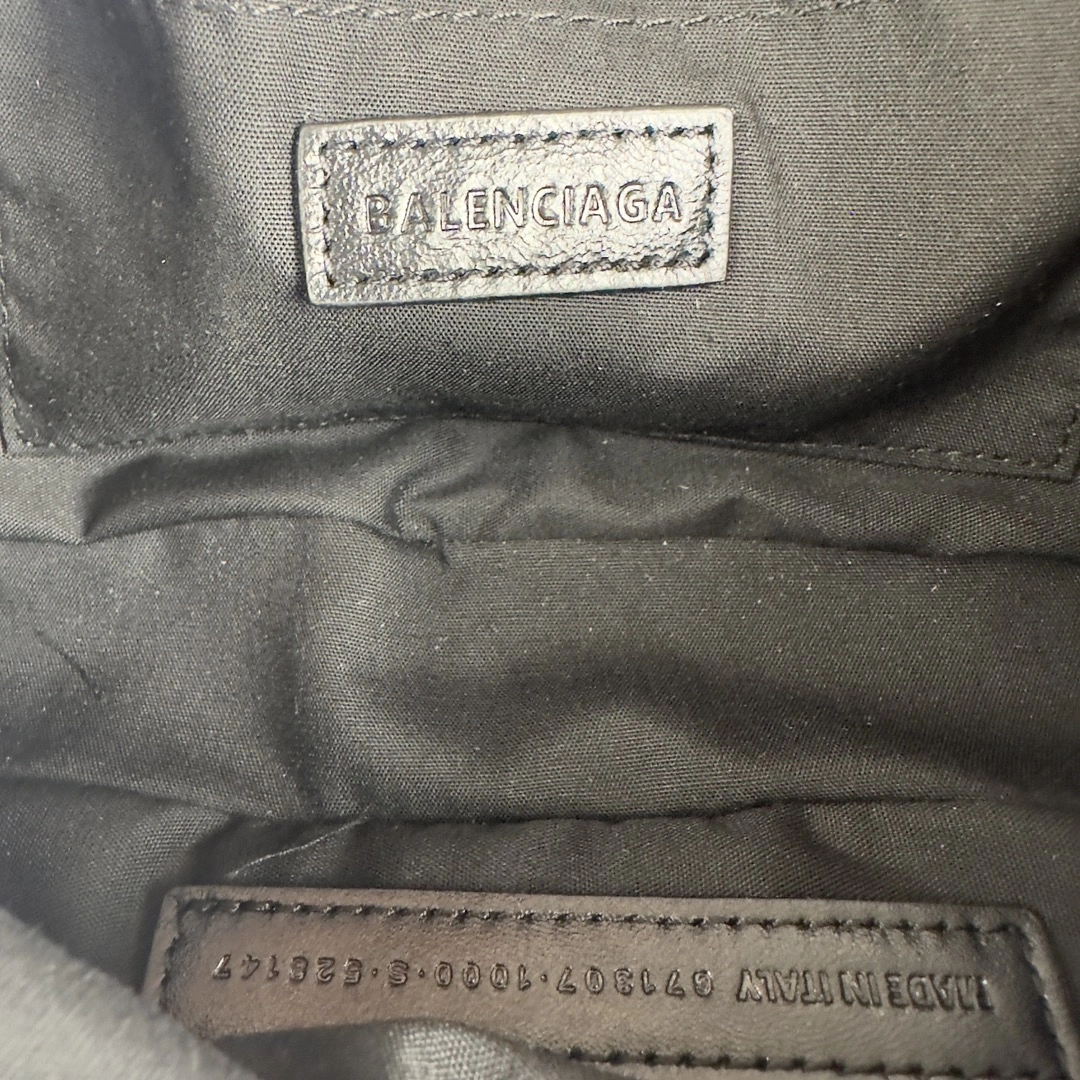 BALENCIAGA
MADE IN ITALY 671307·1000·S·528147